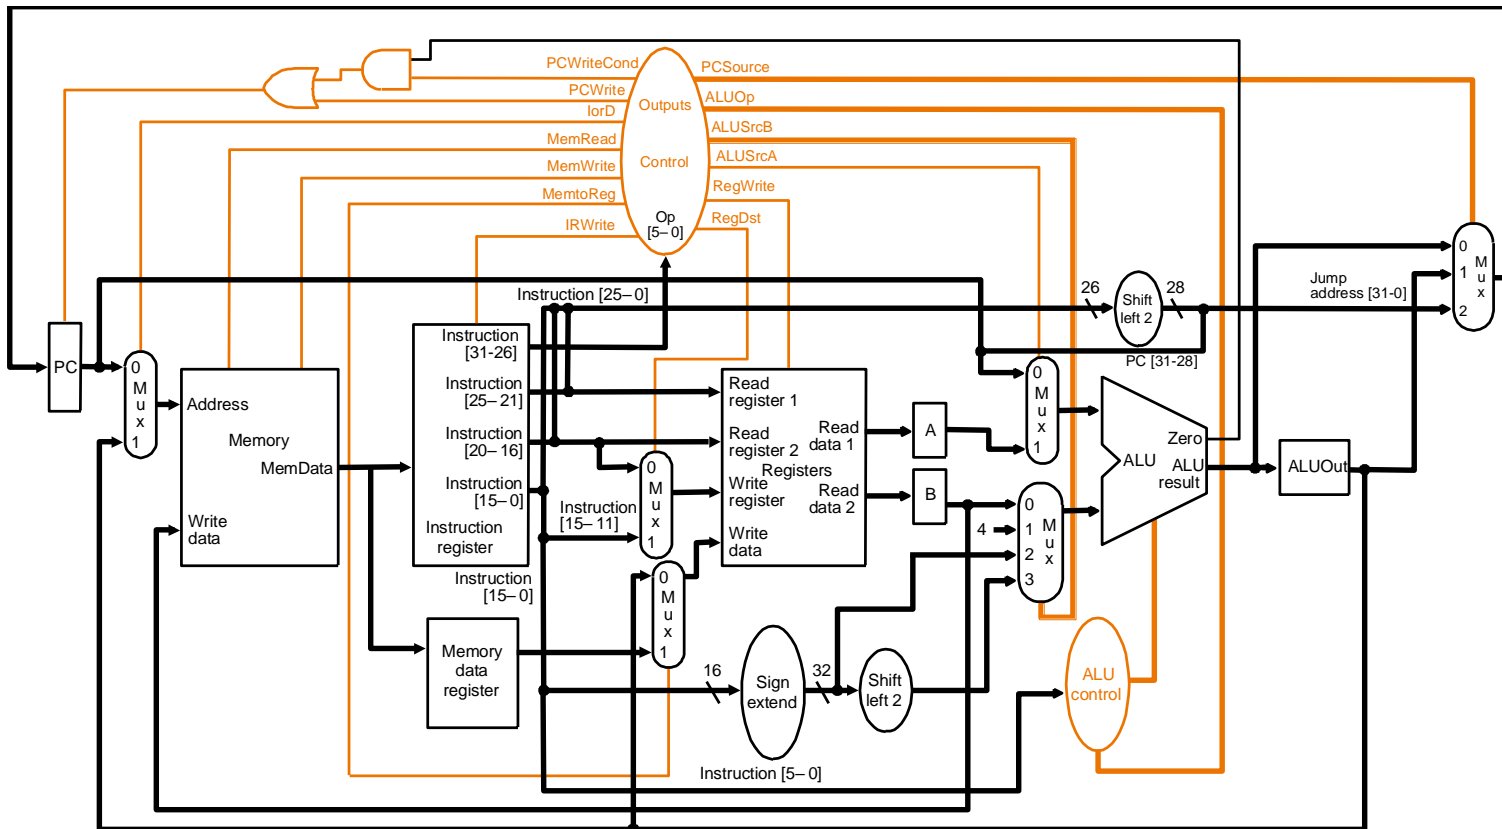 PCWriteCond
PCWrite
IorD
MemRead
MemWrite
MemtoReg
IRWrite
Outputs
Control
Op
[5–0]
PCSource
ALUOp
ALUSrcB
ALUSrcA
RegWrite
RegDst
PC
0
M
u
x
1
Address
Memory
MemData
Write
data
Instruction [25–0]
Instruction
[31-26]
Instruction
[25–21]
Instruction
[20–16]
Instruction
[15–0]
Instruction
register
Instruction
[15–0]
Memory
data
register
Instruction
[15–11]
0
M
u
x
1
0
M
u
x
1
Read
register 1
Read
register 2
Registers
Write
register
Write
data
Read
data 1
Read
data 2
A
B
16
Sign
extend
32
Shift
left 2
Instruction [5–0]
26
Shift
left 2
28
PC [31-28]
Jump
address [31-0]
0
M
u
x
1
4
0
1
2
3
M
u
x
Zero
ALU
ALU
result
ALU
control
ALUOut
0
1
2
M
u
x